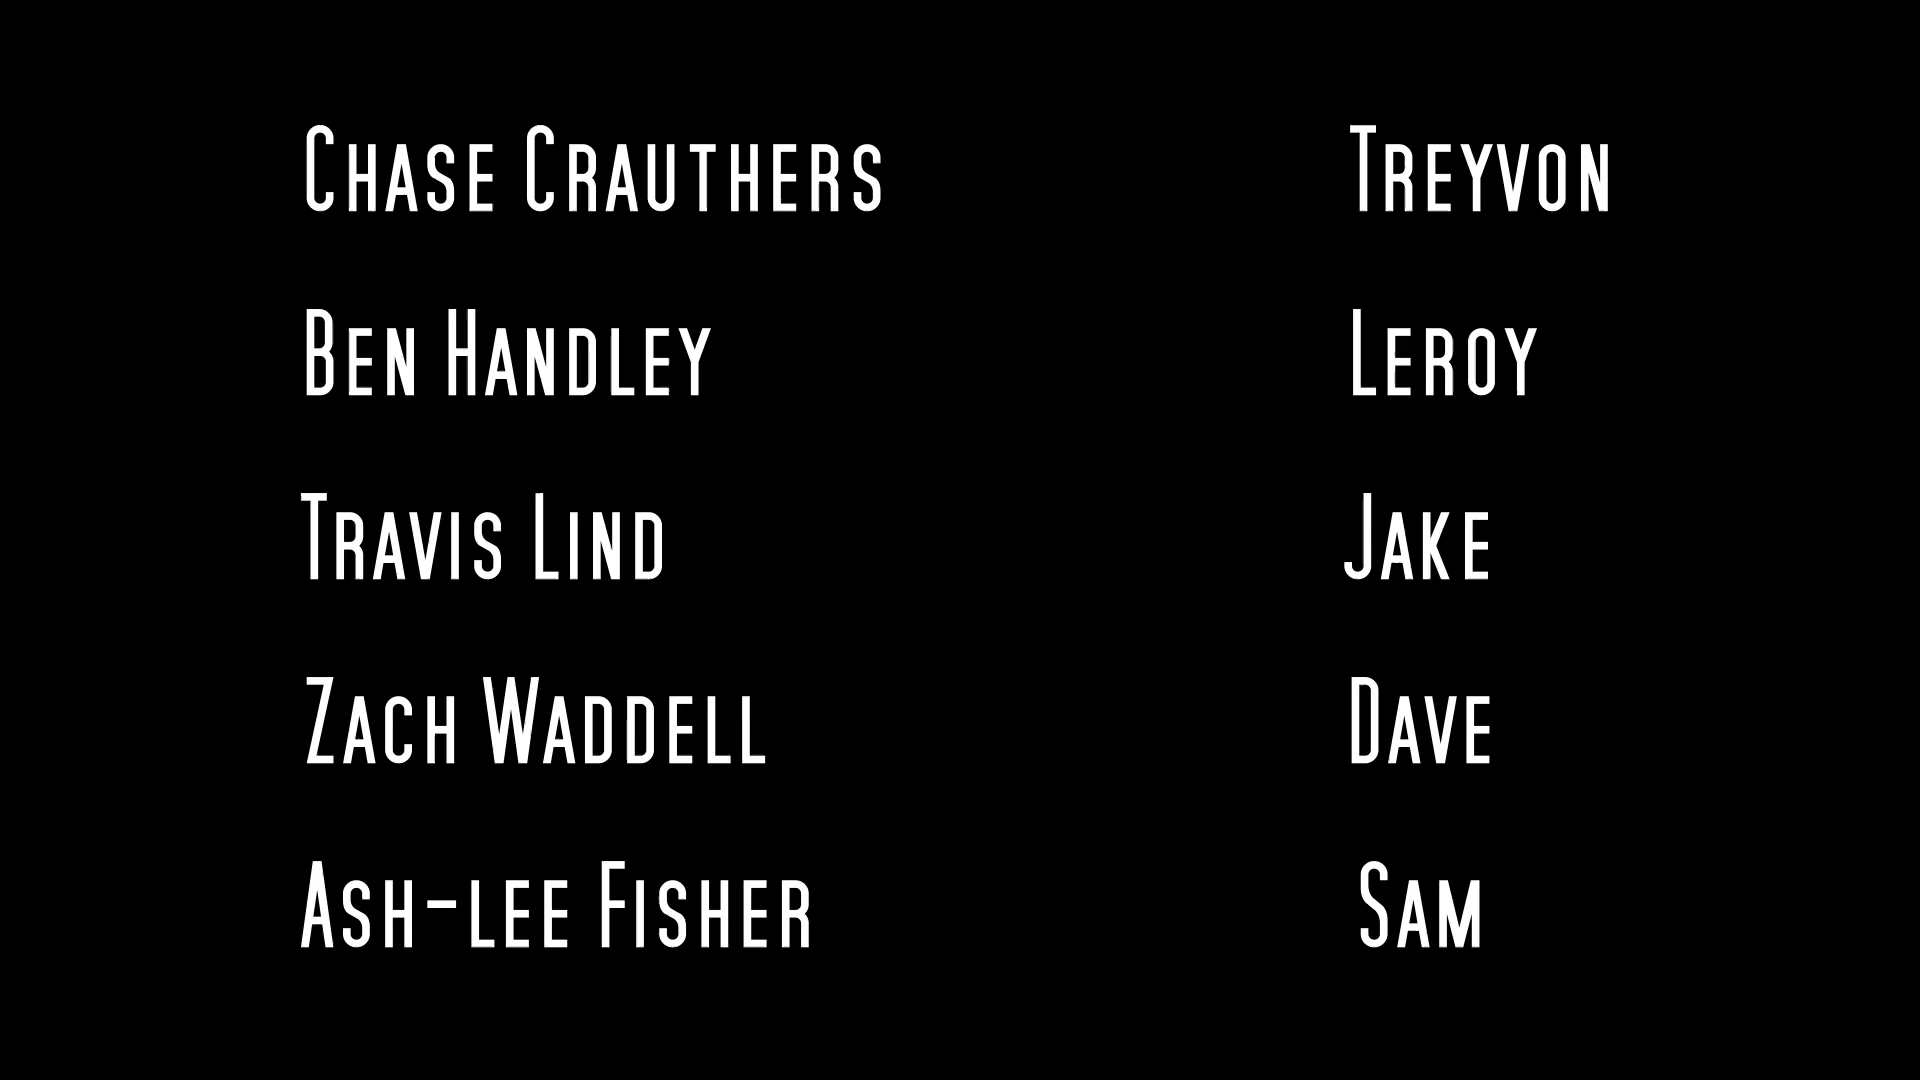 Chase Crauthers Treyvon
Ben Handley Leroy
Travis Lind Jake
Zach Waddell Dave
Ash-lee Fisher Sam